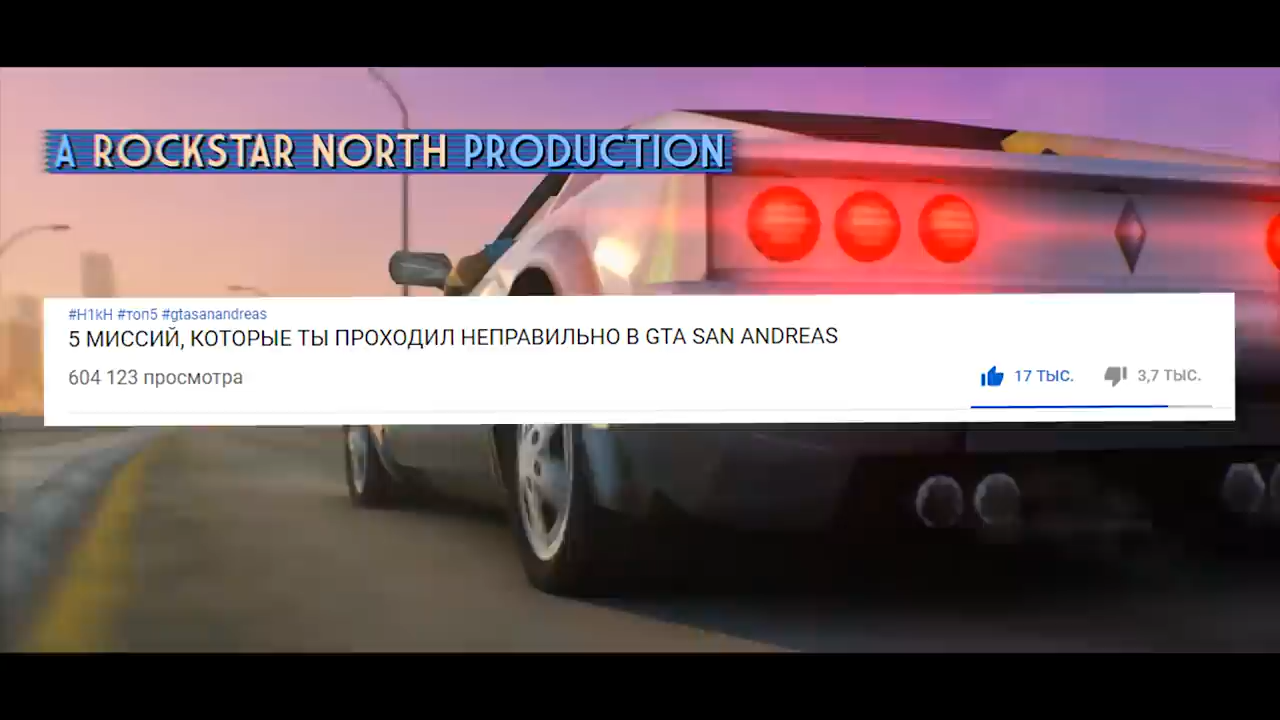 A ROCKSTAR NORTH PRODUCTION
#H1kH #топ5 #gtasanandreas
5 МИССИЙ, КОТОРЫЕ ТЫ ПРОХОДИЛ НЕПРАВИЛЬНО В GTA SAN ANDREAS
604 123 просмотра
17 ТЫС. 3,7 ТЫС.